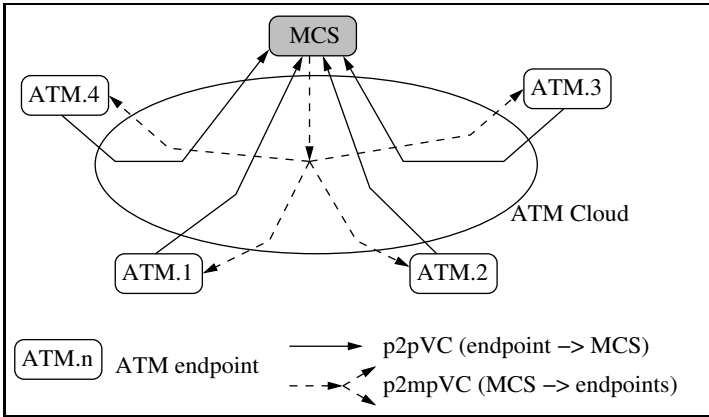 MCS
ATM.4
ATM.3
ATM Cloud
ATM.1
ATM.2
ATM.n ATM endpoint
p2pVC (endpoint −> MCS)
p2mpVC (MCS −> endpoints)